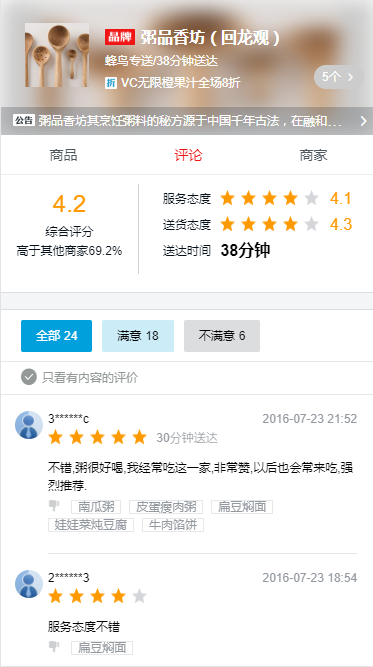 品牌 粥品香坊（回龙观）
蜂鸟专送/38分钟送达
折 VC无限橙果汁全场8折
5个
公告 粥品香坊其烹饪粥料的秘方源于中国千年古法，在融和...
商品 评论 商家
4.2
综合评分
高于其他商家69.2%
服务态度 4.1
送货态度 4.3
送达时间 38分钟
全部 24 满意 18 不满意 6
只看有内容的评价
3******c 2016-07-23 21:52
30分钟送达
不错,粥很好喝,我经常吃这一家,非常赞,以后也会常来吃,强
烈推荐.
南瓜粥 皮蛋瘦肉粥 扁豆焖面
娃娃菜炖豆腐 牛肉馅饼
2******3 2016-07-23 18:54
服务态度不错
扁豆焖面